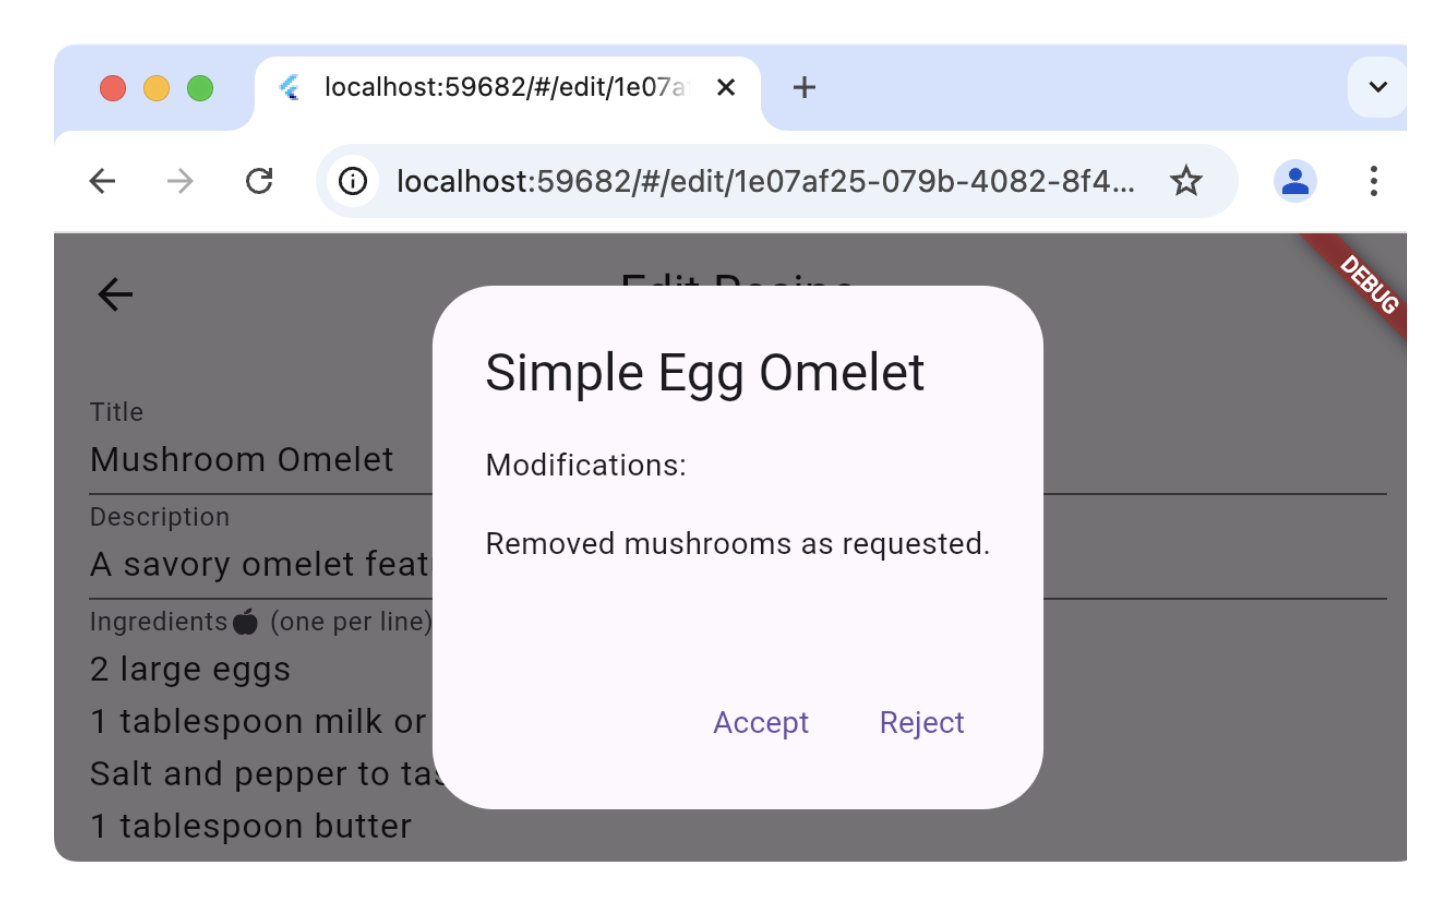 localhost:59682/#/edit/1e07a
localhost:59682/#/edit/1e07af25-079b-4082-8f4...
DEBUG
Edit Recipe
Simple Egg Omelet
Modifications:
Removed mushrooms as requested.
Accept Reject
Title
Mushroom Omelet
Description
A savory omelet feat
Ingredients (one per line)
2 large eggs
1 tablespoon milk or
Salt and pepper to tas
1 tablespoon butter